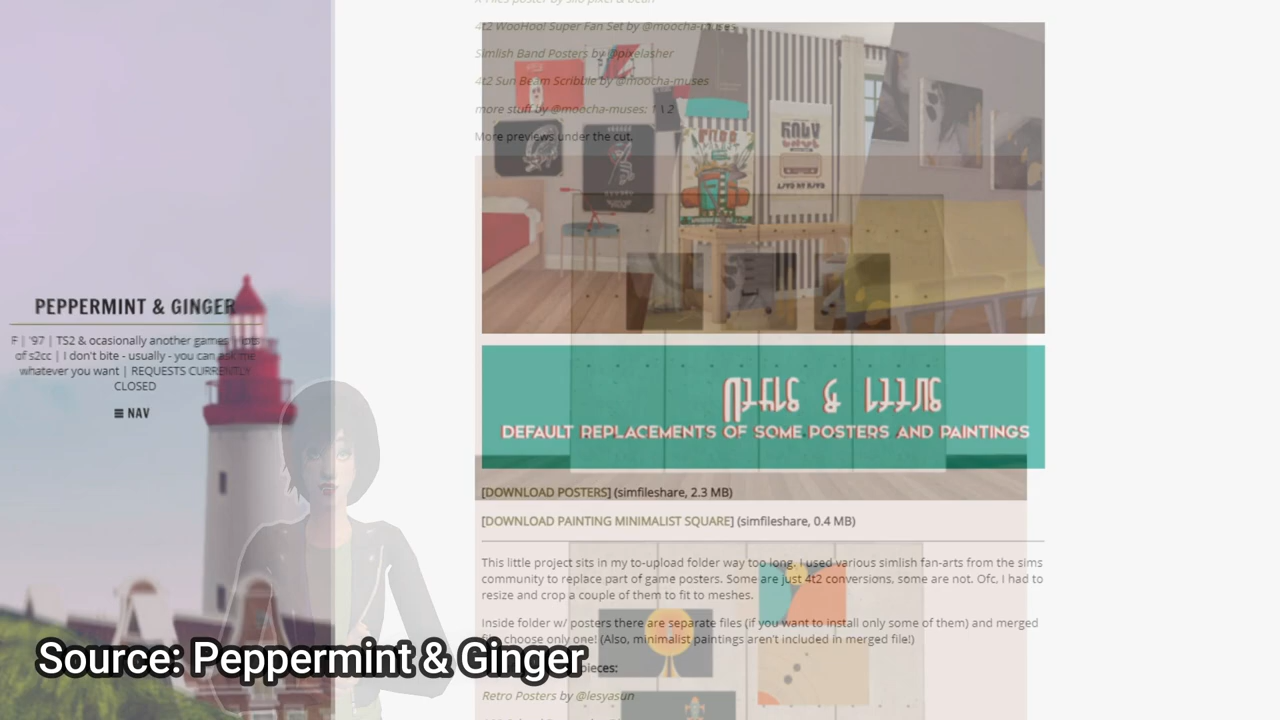 X Files posters by silo pixel & bean
4t2 WooHoo! Super Fan Set by @moocha-muses
Simlish Band Posters by @pixelasher
4t2 Sun Beam Scribble by @moocha-muses
more stuff by @moocha-muses: 1 \ 2
More previews under the cut.
PEPPERMINT & GINGER
F | '97 | TS2 & ocasionally another games | lots
of s2cc | I don't bite - usually - you can ask me
whatever you want | REQUESTS CURRENTLY
CLOSED
≡ NAV
DEFAULT REPLACEMENTS OF SOME POSTERS AND PAINTINGS
[DOWNLOAD POSTERS] (simfileshare, 2.3 MB)
[DOWNLOAD PAINTING MINIMALIST SQUARE] (simfileshare, 0.4 MB)
This little project sits in my to-upload folder way too long. I used various simlish fan-arts from the sims
community to replace part of game posters. Some are just 4t2 conversions, some are not. Ofc, I had to
resize and crop a couple of them to fit to meshes.
Inside folder w/ posters there are separate files (if you want to install only some of them) and merged
choose only one! (Also, minimalist paintings aren't included in merged file!)
pieces:
Retro Posters by @lesyasun
Source: Peppermint & Ginger